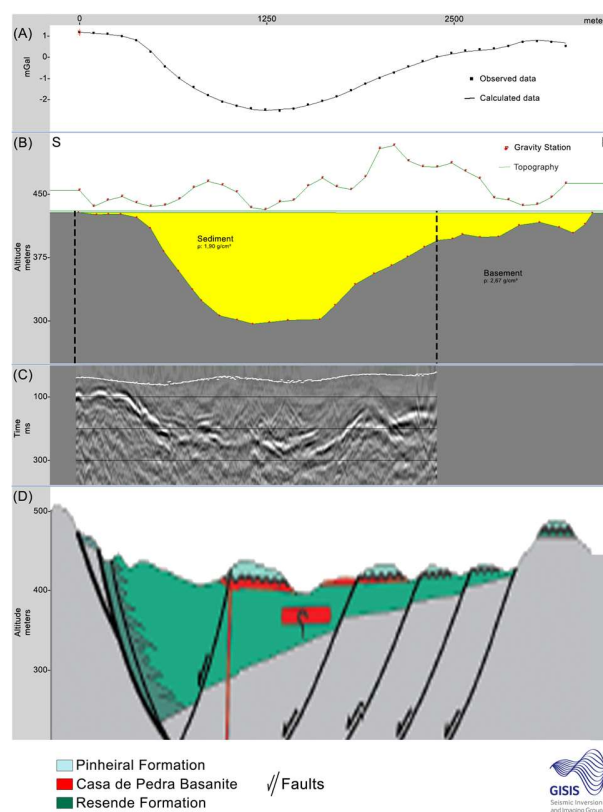 0 1250 2500 mete
(A)
1
0
-1
-2
mGal
Observed data
Calculated data
(B) S
Gravity Station
Topography
450
375
300
Altitude
meters
Sediment
p: 1,90 g/cm³
Basement
p: 2,67 g/cm³
(C)
100
300
Time
ms
(D)
500
400
300
Altitude
meters
Pinheiral Formation
Casa de Pedra Basanite
Resende Formation
Faults
GISIS
Seismic Inversion
and Imaging Group